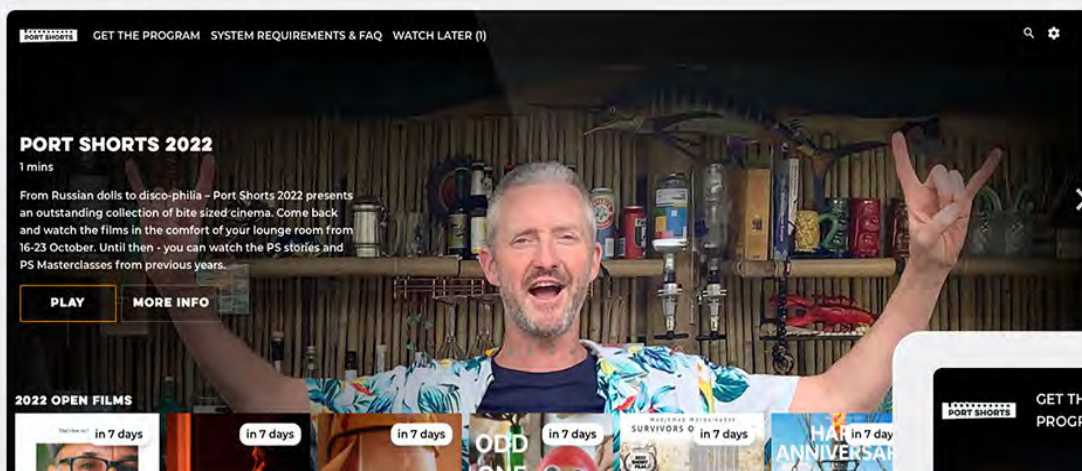 PORT SHORTS
GET THE PROGRAM SYSTEM REQUIREMENTS & FAQ WATCH LATER (1)
PORT SHORTS 2022
1 mins
From Russian dolls to disco-philia – Port Shorts 2022 presents
an outstanding collection of bite sized cinema. Come back
and watch the films in the comfort of your lounge room from
16-23 October. Until then - you can watch the PS stories and
PS Masterclasses from previous years.
PLAY MORE INFO
2022 OPEN FILMS
in 7 days
in 7 days
in 7 days
ODD
in 7 days
SURVIVORS
in 7 days
in 7 day
ANNIVERSAR
PORT SHORTS
GET TH
PROGR